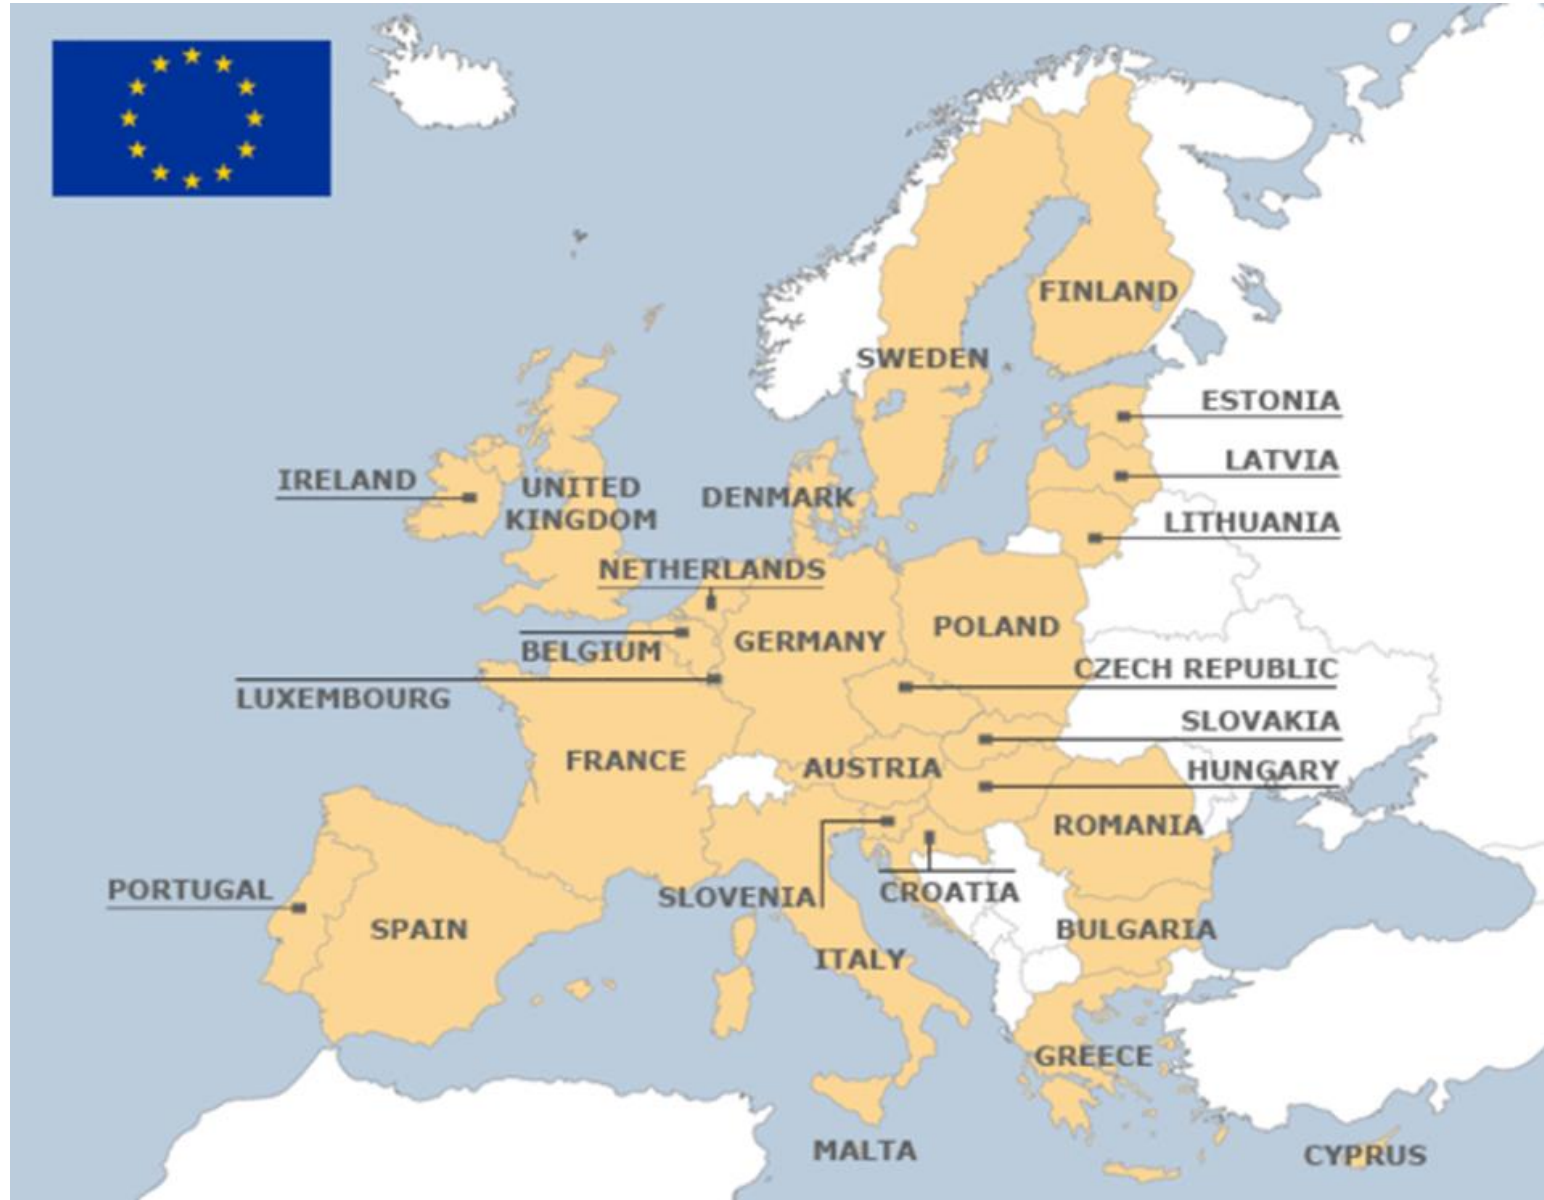 FINLAND
SWEDEN
ESTONIA
LATVIA
IRELAND
UNITED
KINGDOM
DENMARK
LITHUANIA
NETHERLANDS
BELGIUM
GERMANY
POLAND
CZECH REPUBLIC
LUXEMBOURG
SLOVAKIA
FRANCE
AUSTRIA
HUNGARY
ROMANIA
PORTUGAL
SLOVENIA
CROATIA
SPAIN
BULGARIA
ITALY
GREECE
MALTA
CYPRUS